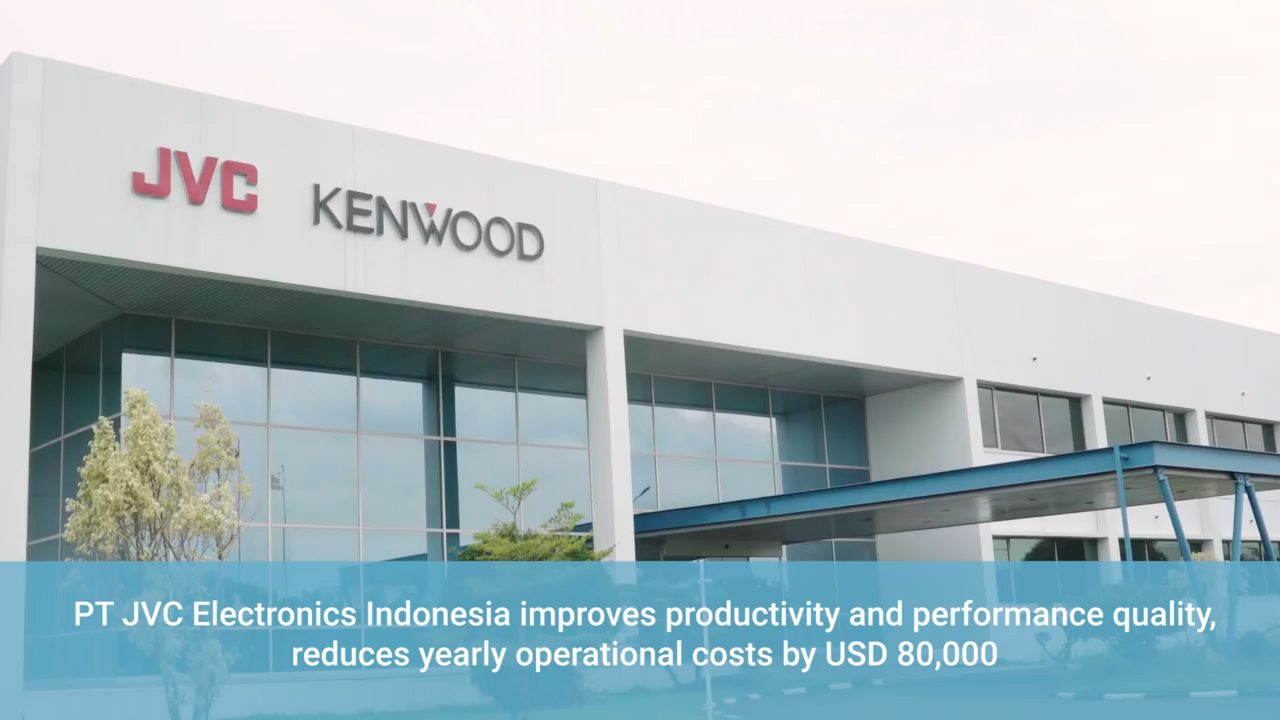 JVC KENWOOD
PT JVC Electronics Indonesia improves productivity and performance quality,
reduces yearly operational costs by USD 80,000